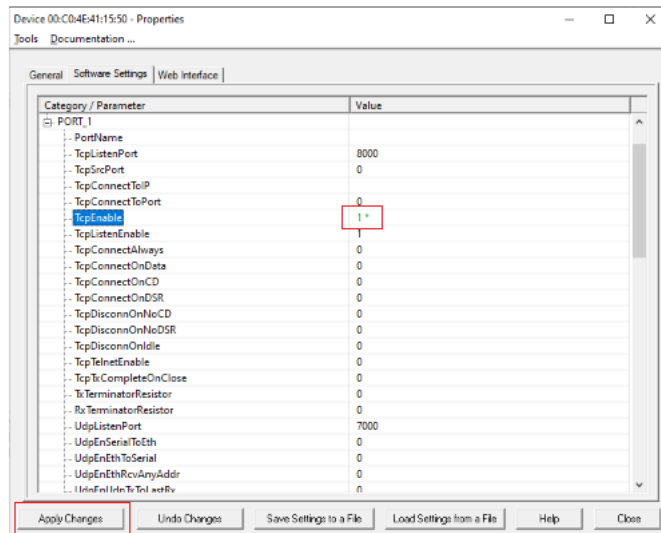 Device 00:C0:4E:41:15:50 - Properties
Tools Documentation ...
General Software Settings Web Interface
Category / Parameter Value
PORT_1
PortName
TcpListenPort 8000
TcpSrcPort 0
TcpConnectToIP
TcpConnectToPort 0
TcpEnable 1 *
TcpListenEnable 1
TcpConnectAlways 0
TcpConnectOnData 0
TcpConnectOnCD 0
TcpConnectOnDSR 0
TcpDisconnOnNoCD 0
TcpDisconnOnNoDSR 0
TcpDisconnOnIdle 0
TcpTelnetEnable 0
TcpTxCompleteOnClose 0
TxTerminatorResistor 0
RxTerminatorResistor 0
UdpListenPort 7000
UdpEnSerialToEth 0
UdpEnEthToSerial 0
UdpEnEthRcvAnyAddr 0
UdpEnUdpTxToLastRx 0
Apply Changes Undo Changes Save Settings to a File Load Settings from a File Help Close